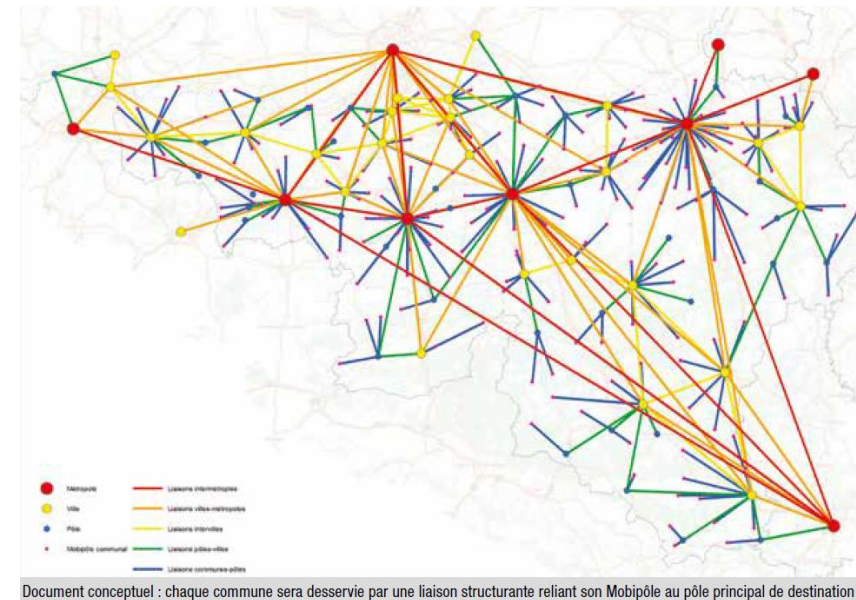 Métropole
Liaisons intermétroples
Ville
Liaisons villes-métropoles
Liaisons intervilles
Pôle
Liaisons pôles-villes
Mobipôle communal
Liaisons communes-pôles
Document conceptuel : chaque commune sera desservie par une liaison structurante reliant son Mobipôle au pôle principal de destination